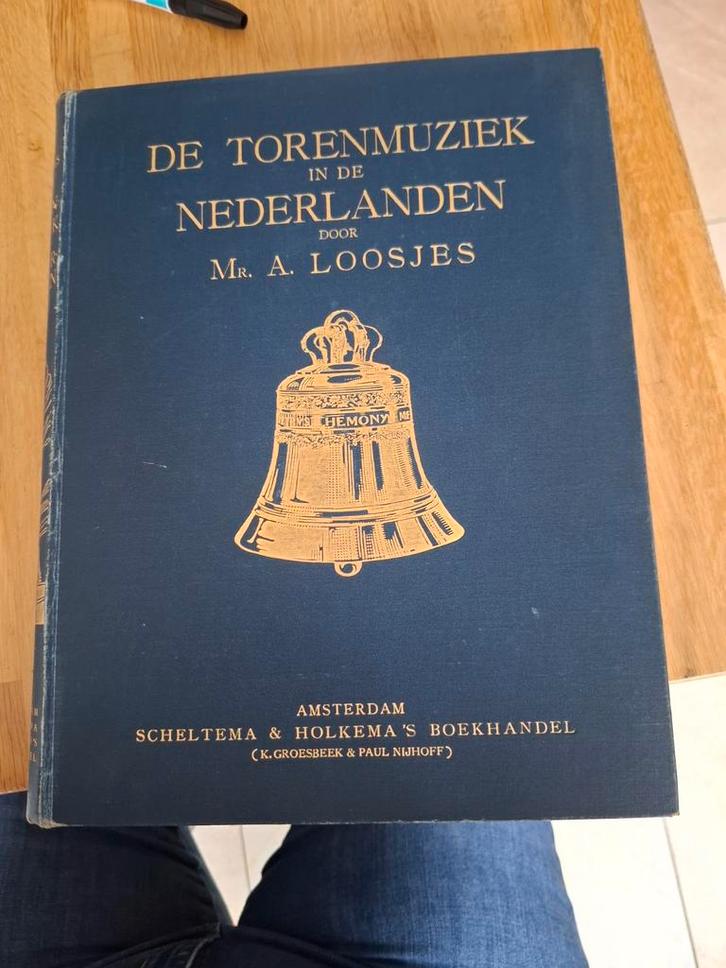 DE TORENMUZIEK
IN DE
NEDERLANDEN
DOOR
MR. A. LOOSJES
HEMONY
AMSTERDAM
SCHELTEMA & HOLKEMA'S BOEKHANDEL
(K. GROESBEEK & PAUL NIJHOFF)